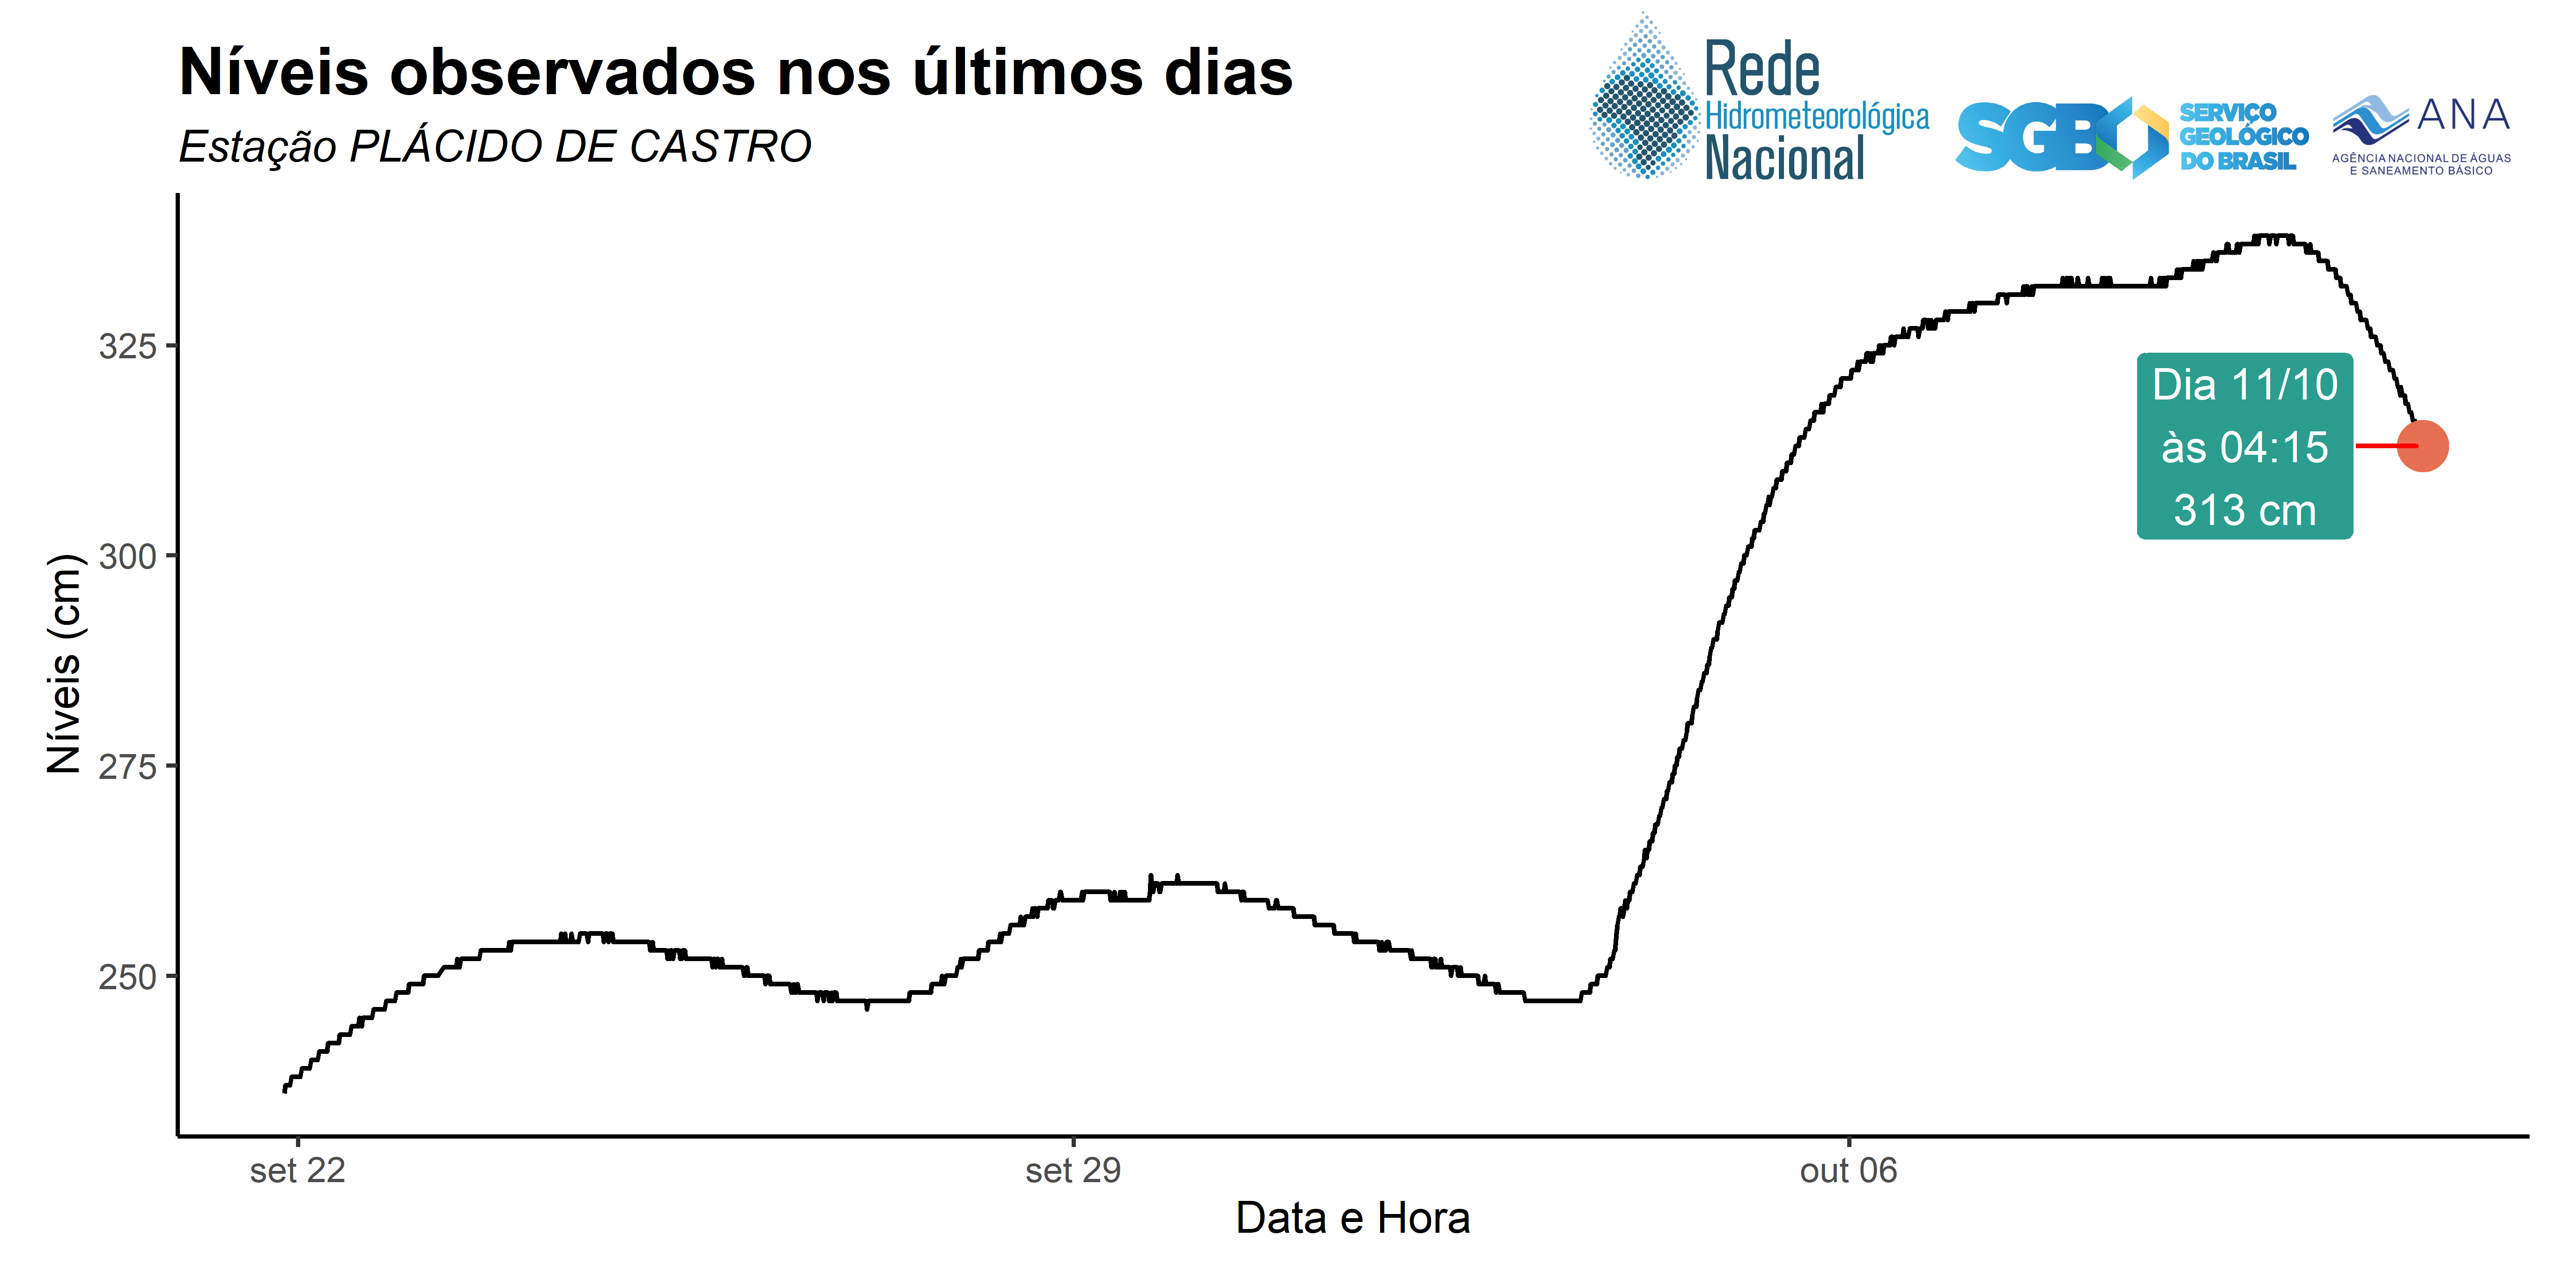 Níveis observados nos últimos dias
Estação PLÁCIDO DE CASTRO
Rede
Hidrometeorológica
Nacional
SGB
SERVIÇO
GEOLÓGICO
DO BRASIL
ANA
AGÊNCIA NACIONAL DE ÁGUAS
E SANEAMENTO BÁSICO
Níveis (cm)
325
300
275
250
Dia 11/10
às 04:15
313 cm
set 22
set 29
out 06
Data e Hora